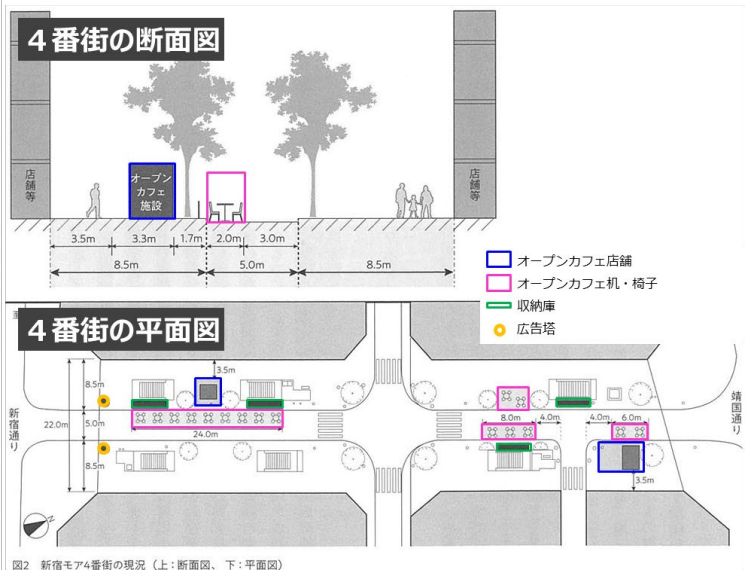 4番街の断面図
店舗等
オープン
カフェ
施設
店舗等
3.5m 3.3m 1.7m 2.0m 3.0m
8.5m 5.0m 8.5m
オープンカフェ店舗
オープンカフェ机・椅子
収納庫
広告塔
4番街の平面図
至
3.5m
8.5m
新宿通り
22.0m
5.0m
24.0m
8.5m
8.0m
4.0m
4.0m
6.0m
靖国通り
3.5m
N
図2 新宿モア4番街の現況(上:断面図、下:平面図)